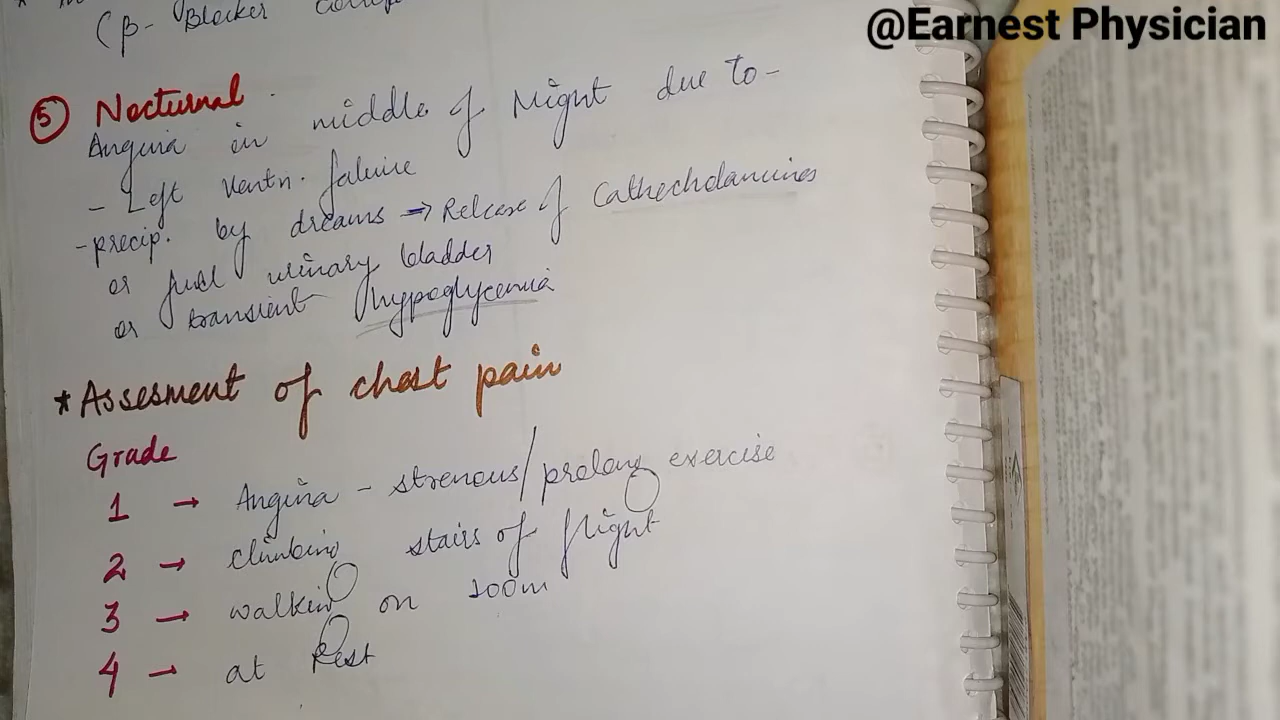 @Earnest Physician
(β- Blocker
⑤ Nocturnal
Angina in middle of Night due to-
- Left Ventn. faluire
-precip. by dreams → Release of Cathechdamines
or full urinary bladder
or transient hypoglycemia
*Assesment of chest pain
Grade
1 → Angina - strenous/prolong exercise
2 → climbing stairs of flight
3 → walking on 100m
4 → at Rest